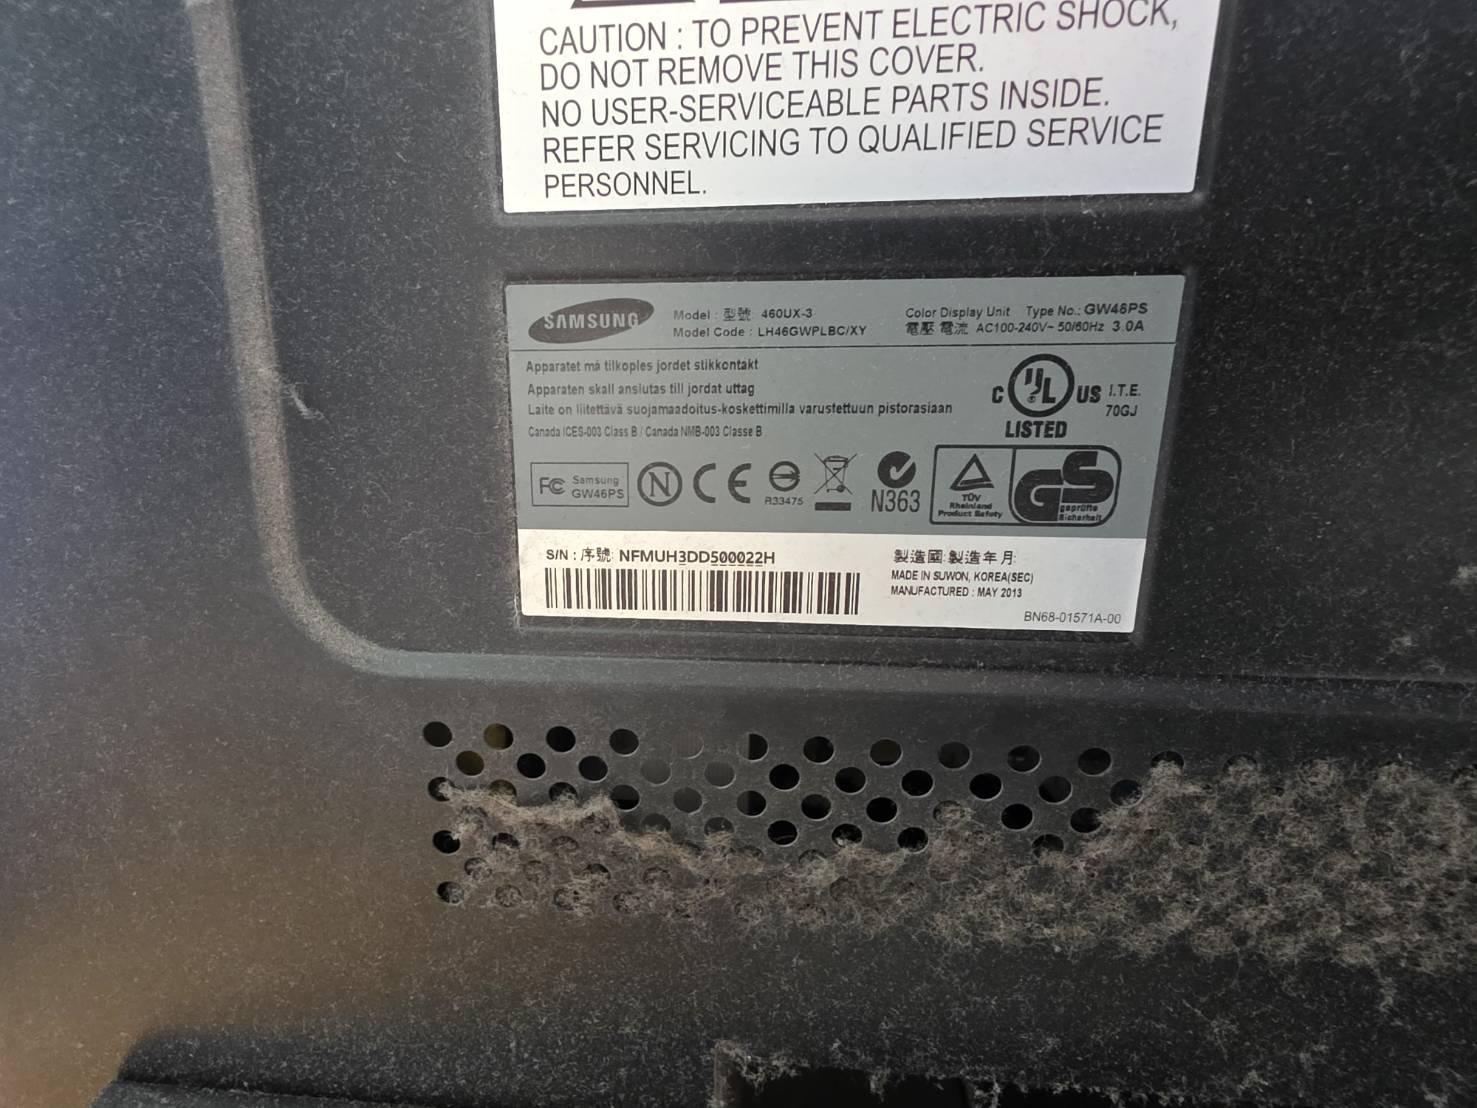 CAUTION : TO PREVENT ELECTRIC SHOCK,
DO NOT REMOVE THIS COVER.
NO USER-SERVICEABLE PARTS INSIDE.
REFER SERVICING TO QUALIFIED SERVICE
PERSONNEL.
SAMSUNG
Model : 型號 460UX-3
Model Code : LH46GWPLBC/XY
Color Display Unit Type No.: GW46PS
電壓 電流 AC100-240V~ 50/60Hz 3.0A
Apparatet må tilkoples jordet stikkontakt
Apparaten skall anslutas till jordat uttag
Laite on liitettävä suojamaadoitus-koskettimilla varustettuun pistorasiaan
Canada ICES-003 Class B / Canada NMB-003 Classe B
C UL US I.T.E.
70GJ
LISTED
FC Samsung
GW46PS
N
CE
R33475
N363
TÜV
Rheinland
Product Safety
GS
geprüfte
Sicherheit
S/N : 序號: NFMUH3DD500022H
製造國:製造年月:
MADE IN SUWON, KOREA(SEC)
MANUFACTURED : MAY 2013
BN68-01571A-00